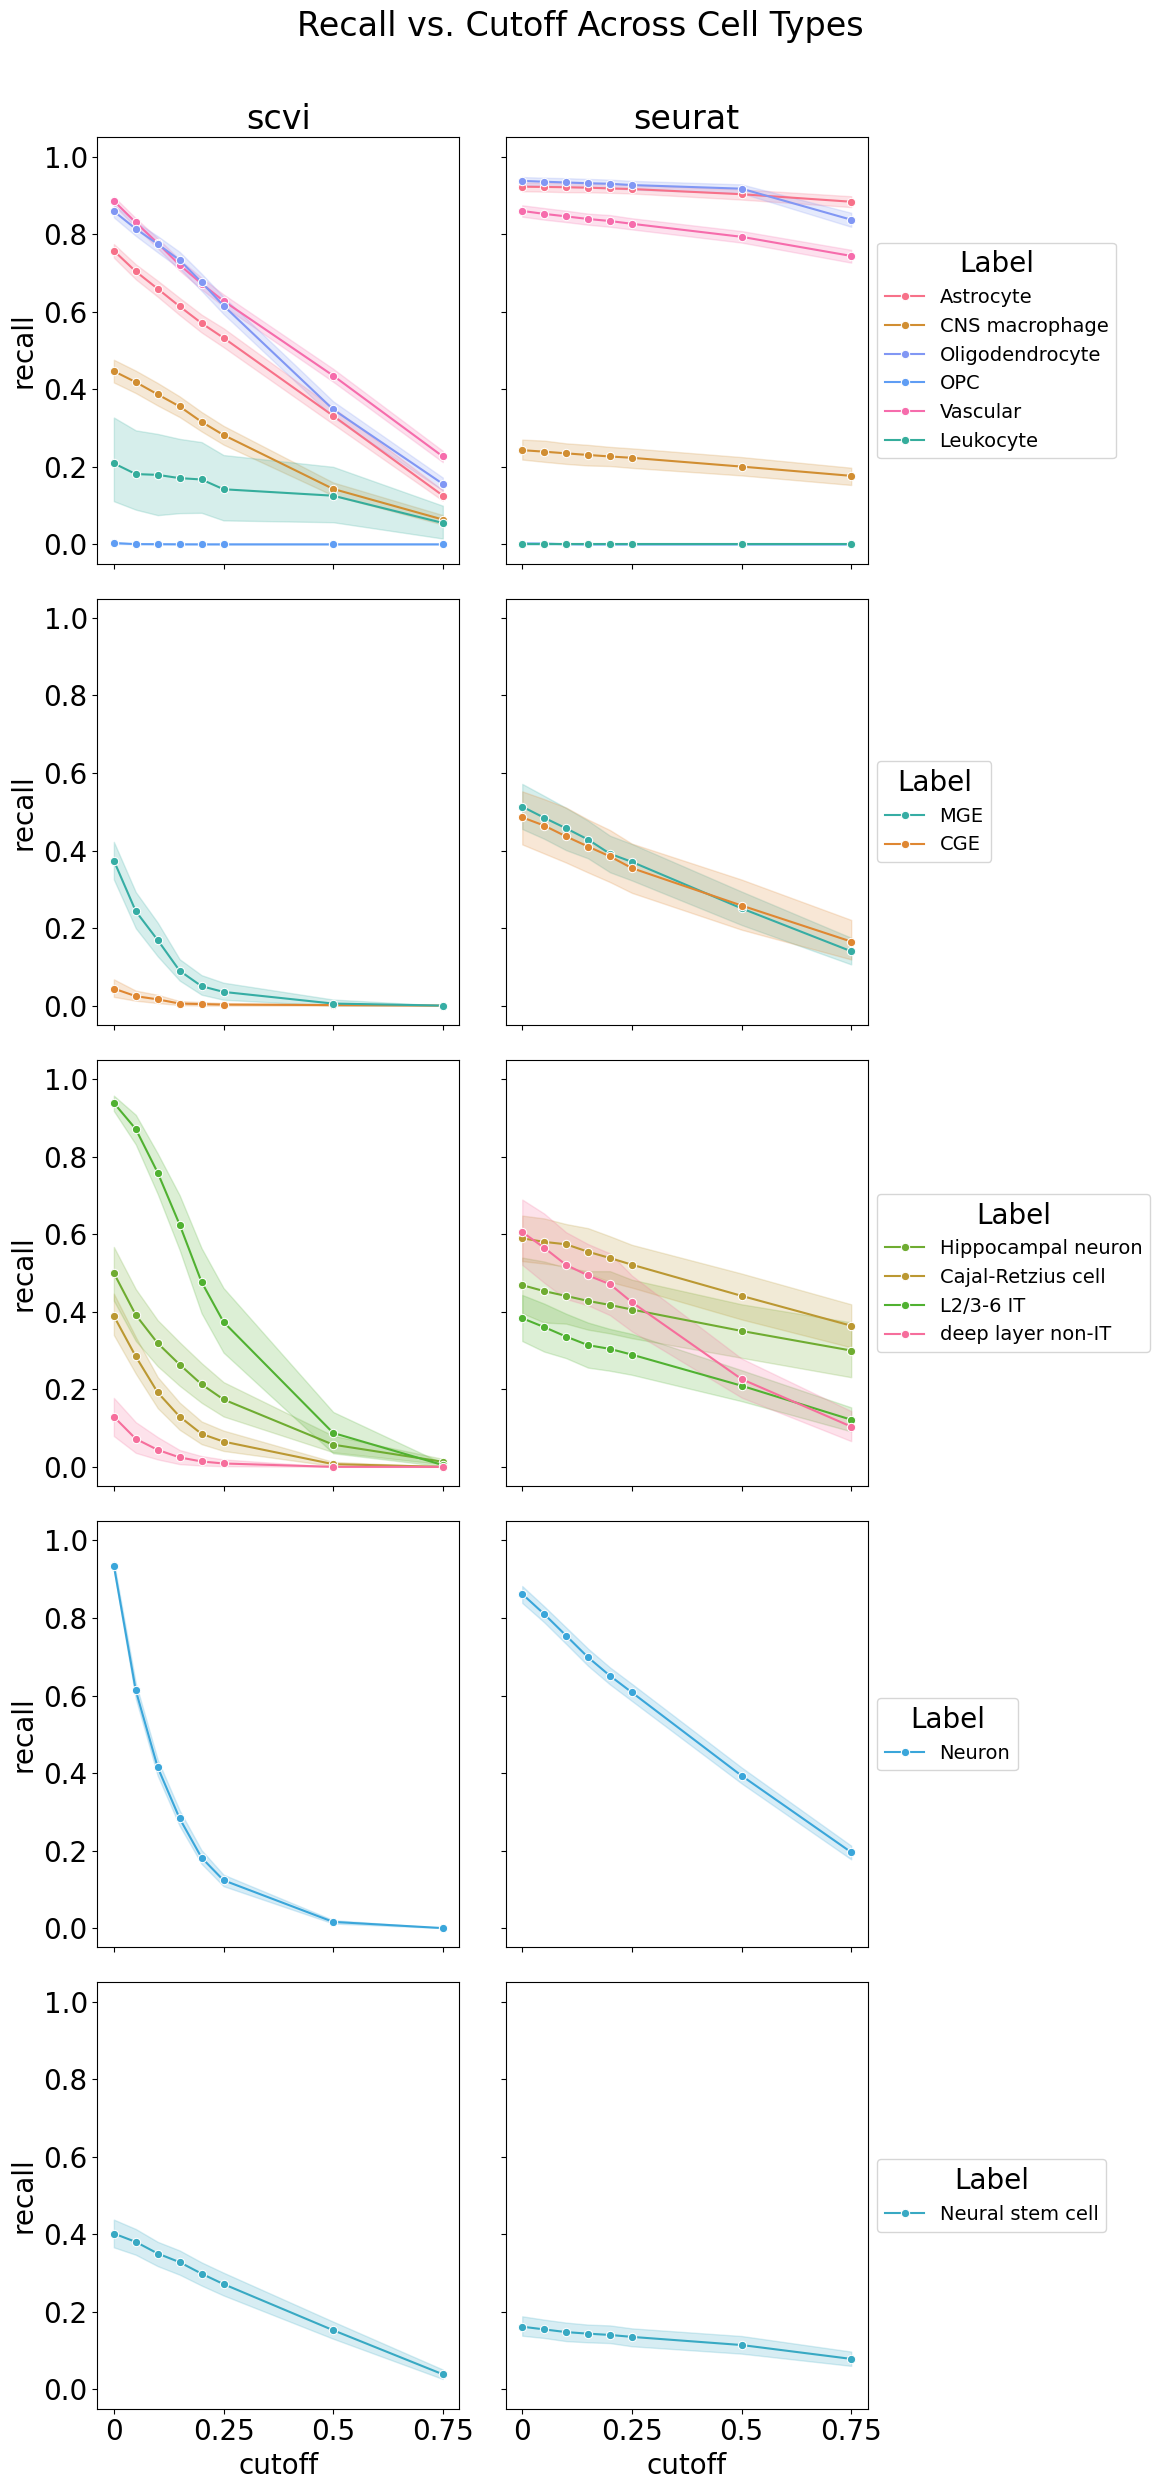 Recall vs. Cutoff Across Cell Types
scvi
seurat
recall
1.0
0.8
0.6
0.4
0.2
0.0
Label
Astrocyte
CNS macrophage
Oligodendrocyte
OPC
Vascular
Leukocyte
recall
1.0
0.8
0.6
0.4
0.2
0.0
Label
MGE
CGE
recall
1.0
0.8
0.6
0.4
0.2
0.0
Label
Hippocampal neuron
Cajal-Retzius cell
L2/3-6 IT
deep layer non-IT
recall
1.0
0.8
0.6
0.4
0.2
0.0
Label
Neuron
recall
1.0
0.8
0.6
0.4
0.2
0.0
Label
Neural stem cell
0 0.25 0.5 0.75
cutoff
0 0.25 0.5 0.75
cutoff